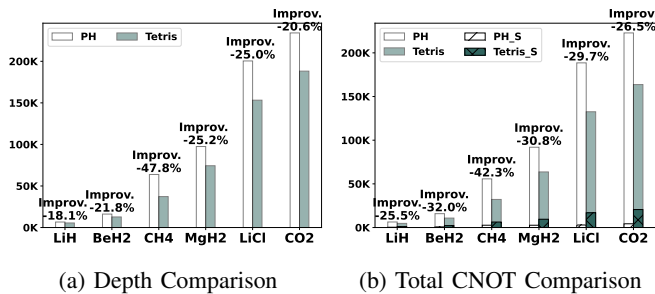 PH Tetris
Improv.
-18.1%
Improv.
-21.8%
Improv.
-47.8%
Improv.
-25.2%
Improv.
-25.0%
Improv.
-20.6%
200K
150K
100K
50K
0K
LiH BeH2 CH4 MgH2 LiCl CO2
(a) Depth Comparison
PH PH_S
Tetris Tetris_S
Improv.
-25.5%
Improv.
-32.0%
Improv.
-42.3%
Improv.
-30.8%
Improv.
-29.7%
Improv.
-26.5%
200K
150K
100K
50K
0K
LiH BeH2 CH4 MgH2 LiCl CO2
(b) Total CNOT Comparison